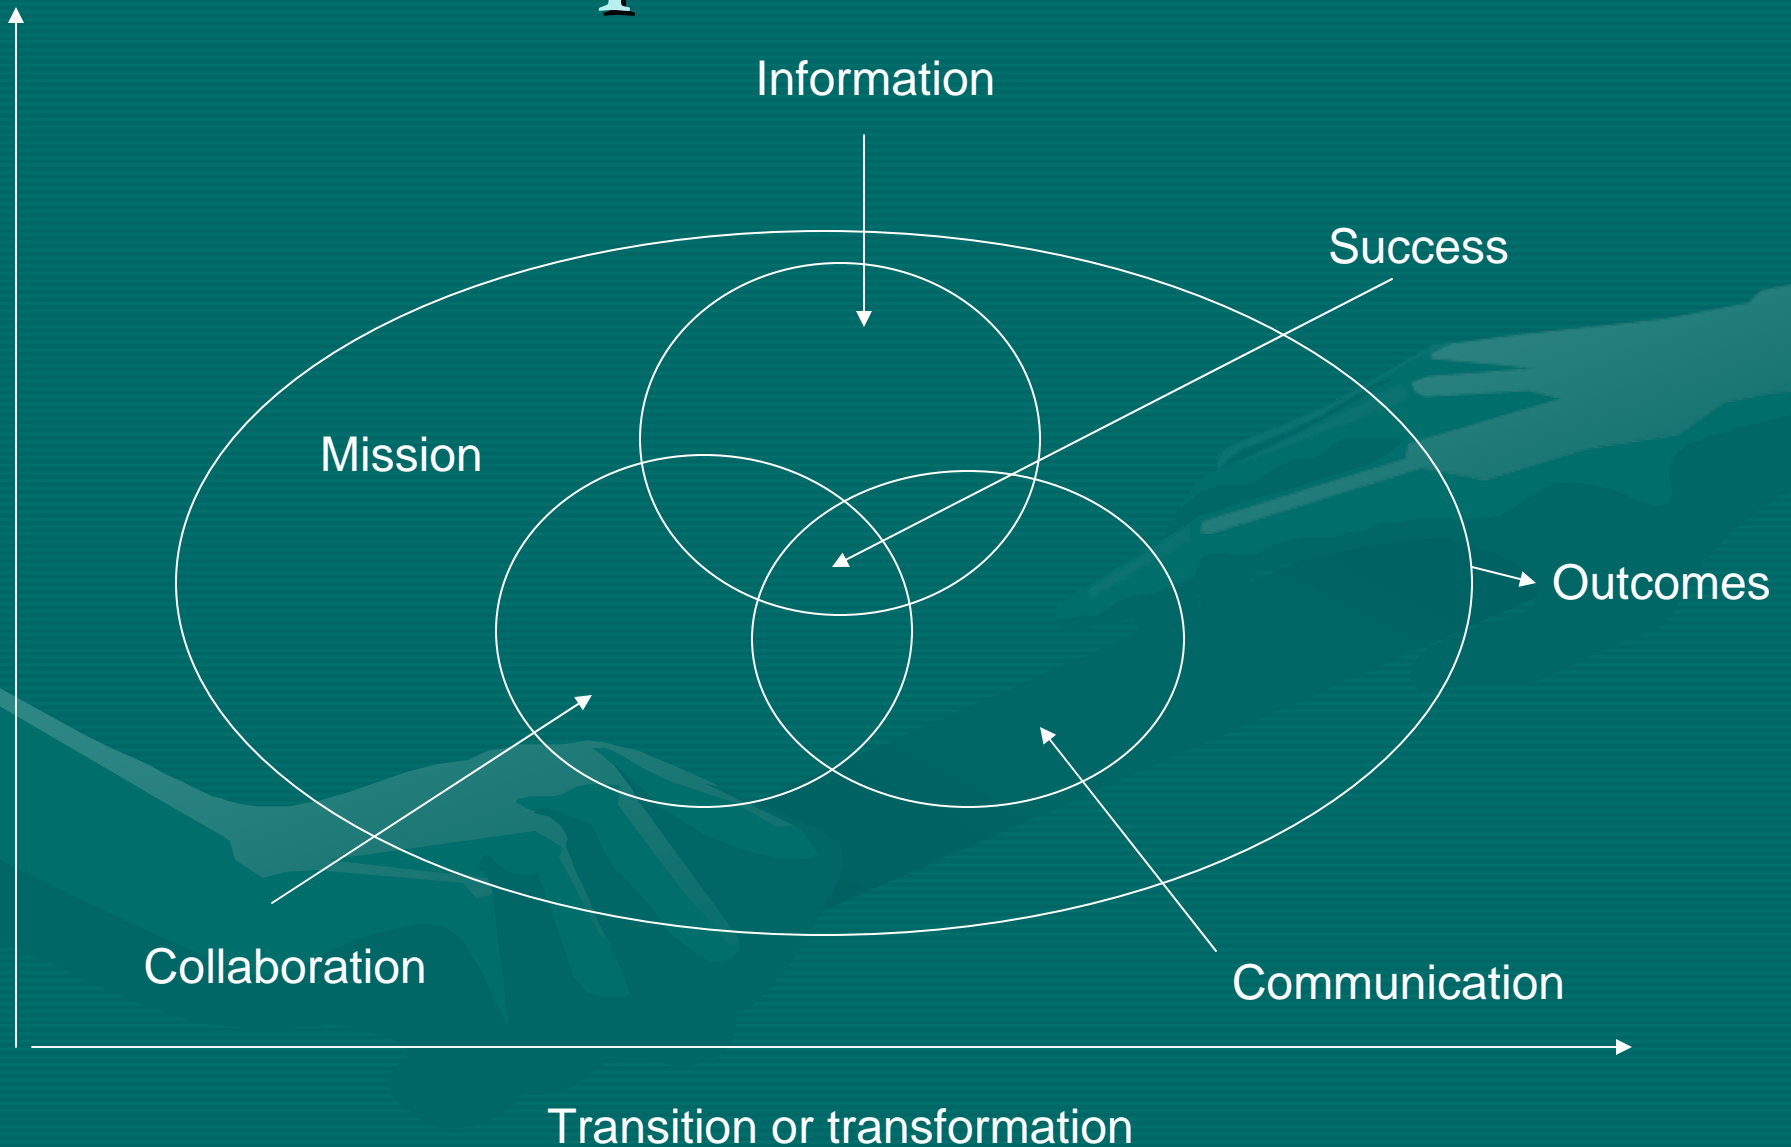 Information
Success
Mission
Outcomes
Collaboration
Communication
Transition or transformation